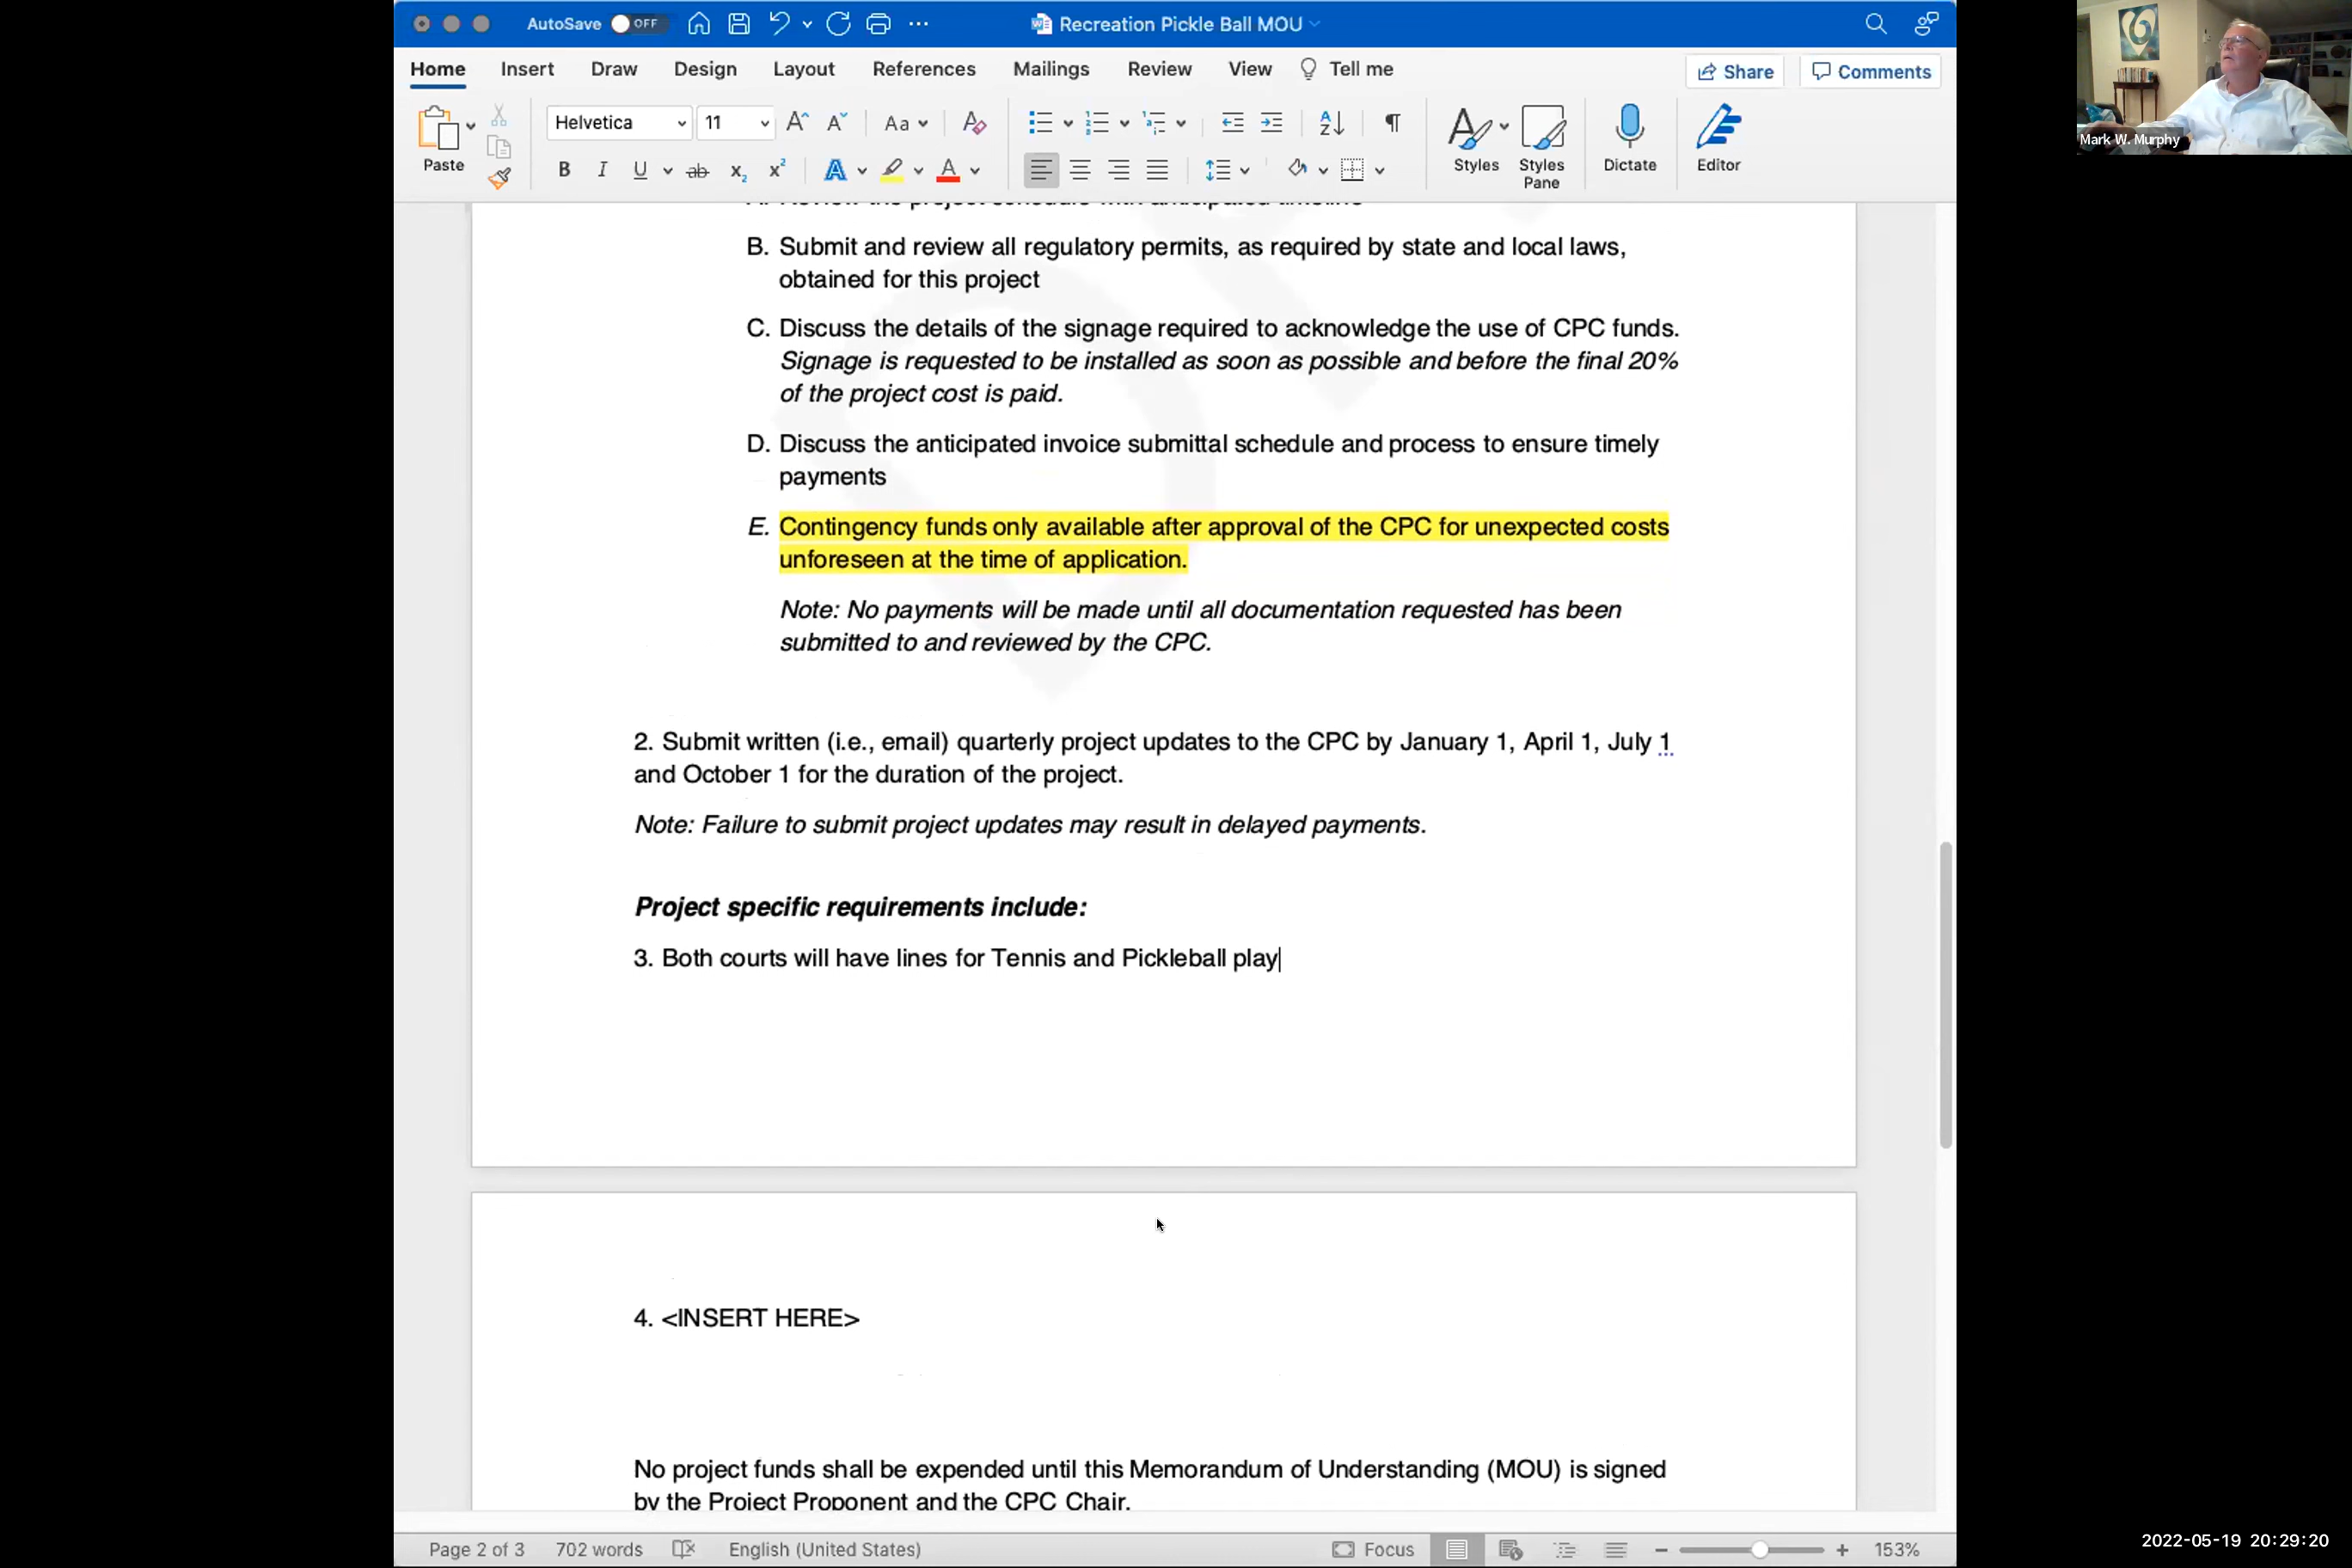 AutoSave OFF
Recreation Pickle Ball MOU
Home Insert Draw Design Layout References Mailings Review View Tell me Share Comments
Paste Helvetica 11 Styles Styles Pane Dictate Editor
A. Review the project schedule with anticipated timeline
B. Submit and review all regulatory permits, as required by state and local laws,
obtained for this project
C. Discuss the details of the signage required to acknowledge the use of CPC funds.
Signage is requested to be installed as soon as possible and before the final 20%
of the project cost is paid.
D. Discuss the anticipated invoice submittal schedule and process to ensure timely
payments
E. Contingency funds only available after approval of the CPC for unexpected costs
unforeseen at the time of application.
Note: No payments will be made until all documentation requested has been
submitted to and reviewed by the CPC.
2. Submit written (i.e., email) quarterly project updates to the CPC by January 1, April 1, July 1
and October 1 for the duration of the project.
Note: Failure to submit project updates may result in delayed payments.
Project specific requirements include:
3. Both courts will have lines for Tennis and Pickleball play
4. <INSERT HERE>
No project funds shall be expended until this Memorandum of Understanding (MOU) is signed
by the Project Proponent and the CPC Chair.
Page 2 of 3 702 words English (United States) Focus 153%
Mark W. Murphy
2022-05-19 20:29:20